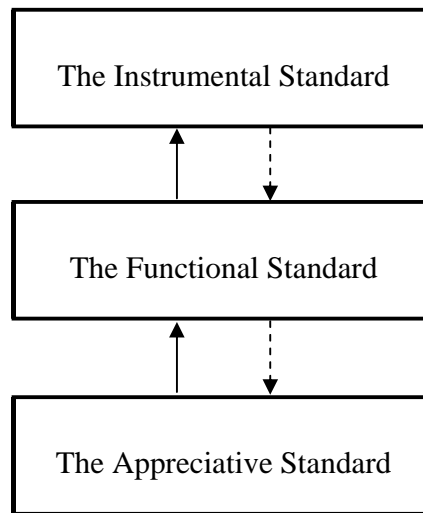 The Instrumental Standard
The Functional Standard
The Appreciative Standard